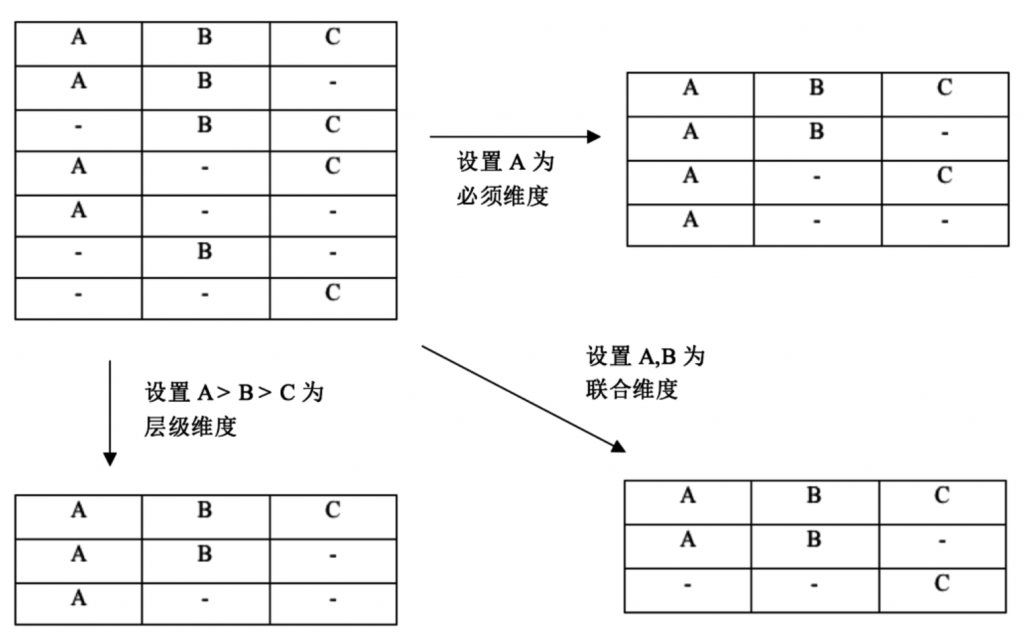 A B C
A B -
- B C
A - C
A - -
- B -
- - C
设置 A 为
必须维度
A B C
A B -
A - C
A - -
设置 A> B> C 为
层级维度
设置 A,B 为
联合维度
A B C
A B -
A - -
A B C
A B -
- - C